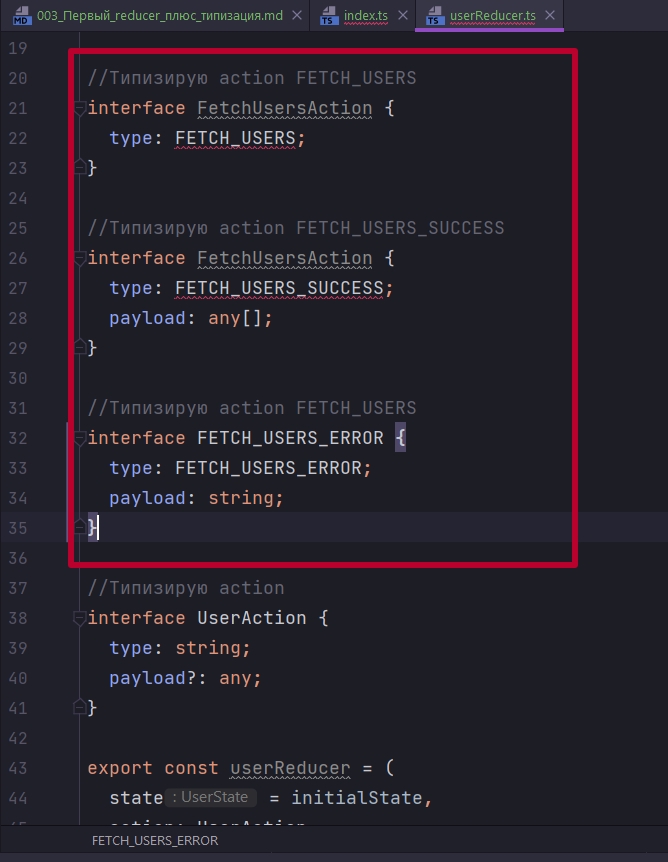 MD 003_Первый_reducer_плюс_типизация.md TS index.ts TS userReducer.ts
19
20 //Типизирую action FETCH_USERS
21 interface FetchUsersAction {
22 type: FETCH_USERS;
23 }
24
25 //Типизирую action FETCH_USERS_SUCCESS
26 interface FetchUsersAction {
27 type: FETCH_USERS_SUCCESS;
28 payload: any[];
29 }
30
31 //Типизирую action FETCH_USERS
32 interface FETCH_USERS_ERROR {
33 type: FETCH_USERS_ERROR;
34 payload: string;
35 }
36
37 //Типизирую action
38 interface UserAction {
39 type: string;
40 payload?: any;
41 }
42
43 export const userReducer = (
44 state : UserState = initialState,
45 action: UserAction
FETCH_USERS_ERROR